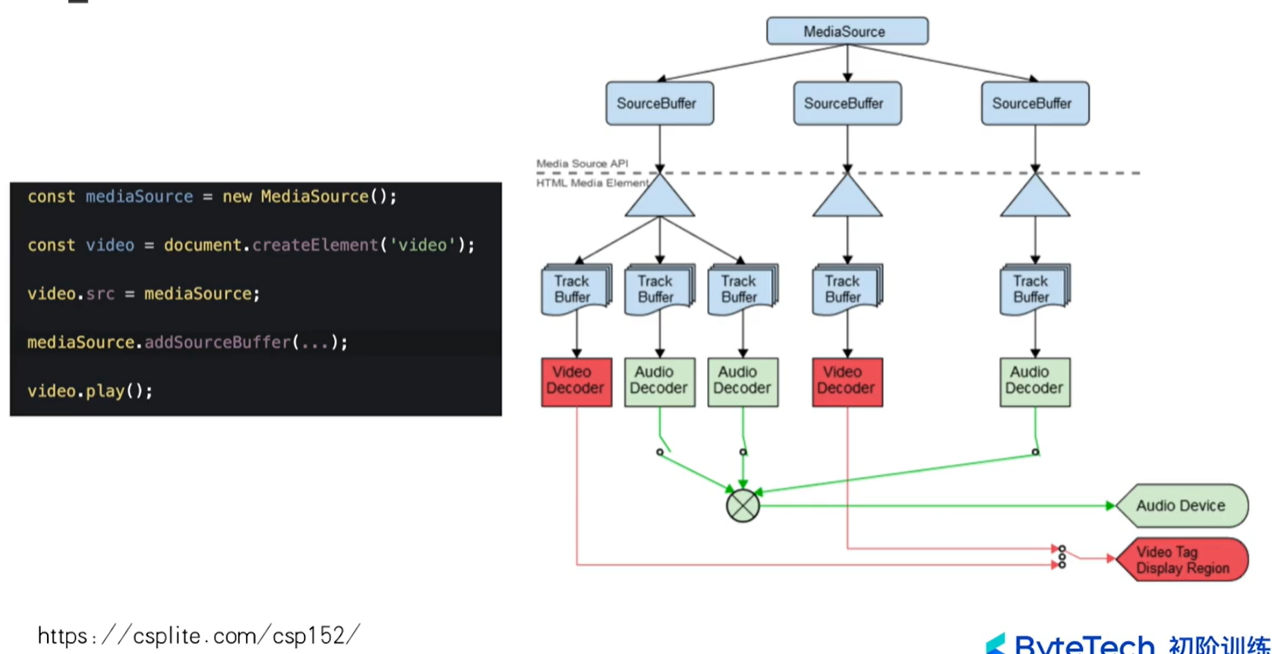 const mediaSource = new MediaSource();
const video = document.createElement('video');
video.src = mediaSource;
mediaSource.addSourceBuffer(...);
video.play();
MediaSource
SourceBuffer
SourceBuffer
SourceBuffer
Media Source API
HTML Media Element
Track
Buffer
Track
Buffer
Track
Buffer
Track
Buffer
Track
Buffer
Video
Decoder
Audio
Decoder
Audio
Decoder
Video
Decoder
Audio
Decoder
Audio Device
Video Tag
Display Region
https://csplite.com/csp152/
ByteTech 初阶训练